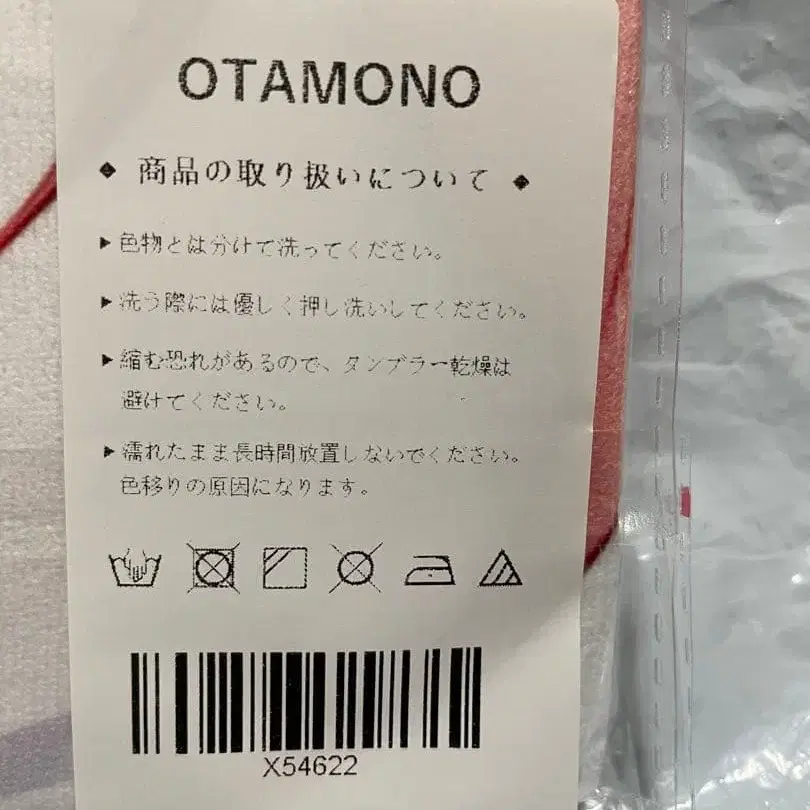 OTAMONO
◆ 商品の取り扱いについて ◆
▶色物とは分けて洗ってください。
▶洗う際には優しく押し洗いしてください。
▶縮む恐れがあるので、タンブラー乾燥は
避けてください。
▶濡れたまま長時間放置しないでください。
色移りの原因になります。
X54622